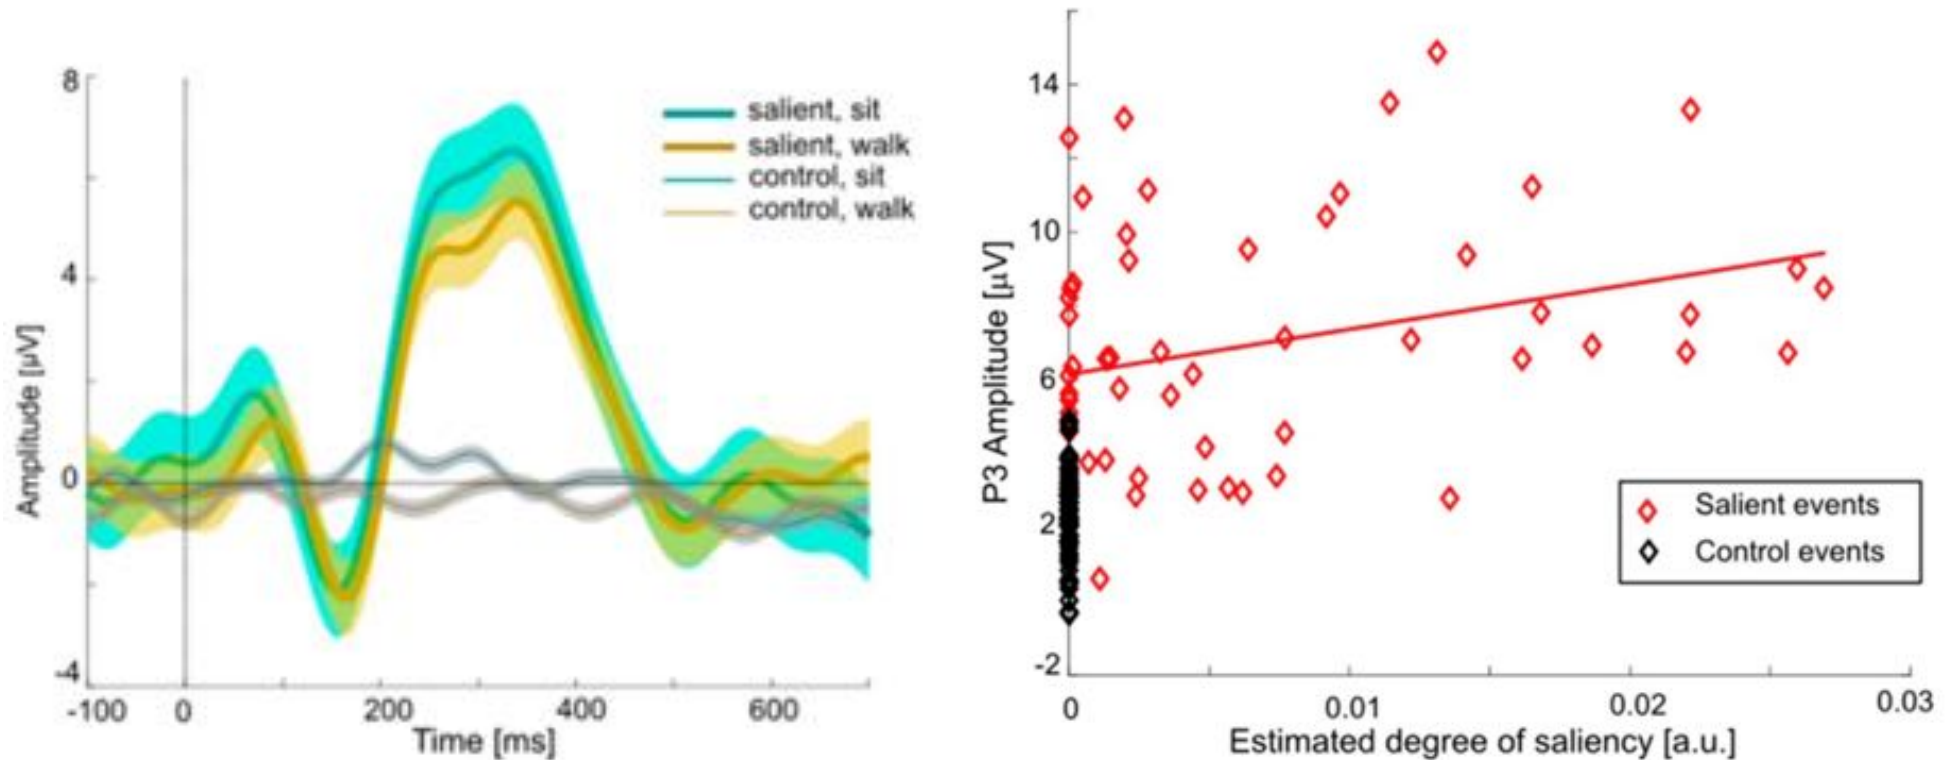 8
4
0
-4
Amplitude [µV]
-100 0 200 400 600
Time [ms]
salient, sit
salient, walk
control, sit
control, walk
14
10
6
2
-2
P3 Amplitude [µV]
0 0.01 0.02 0.03
Estimated degree of saliency [a.u.]
Salient events
Control events